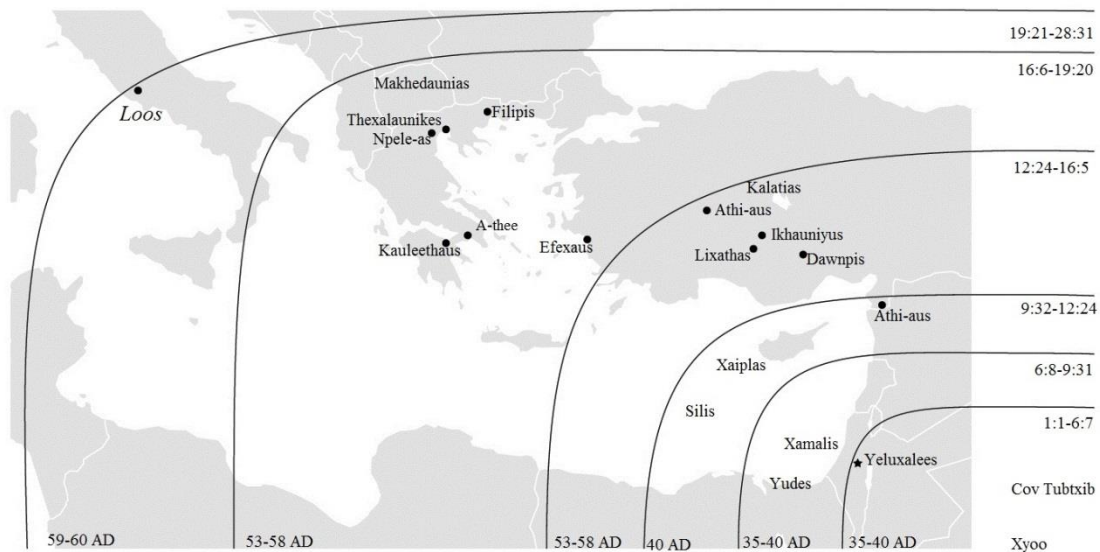 19:21-28:31
16:6-19:20
Makhedaunias
Loos
Filipis
Thexalaunikes
Npele-as
12:24-16:5
Kalatias
Athi-aus
A-thee
Ikhauniyus
Kauleethaus
Efexaus
Lixathas
Dawnpis
9:32-12:24
Athi-aus
Xaiplas
6:8-9:31
Silis
1:1-6:7
Xamalis
Yeluxalees
Yudes
Cov Tubtxib
59-60 AD
53-58 AD
53-58 AD
40 AD
35-40 AD
35-40 AD
Xyoo